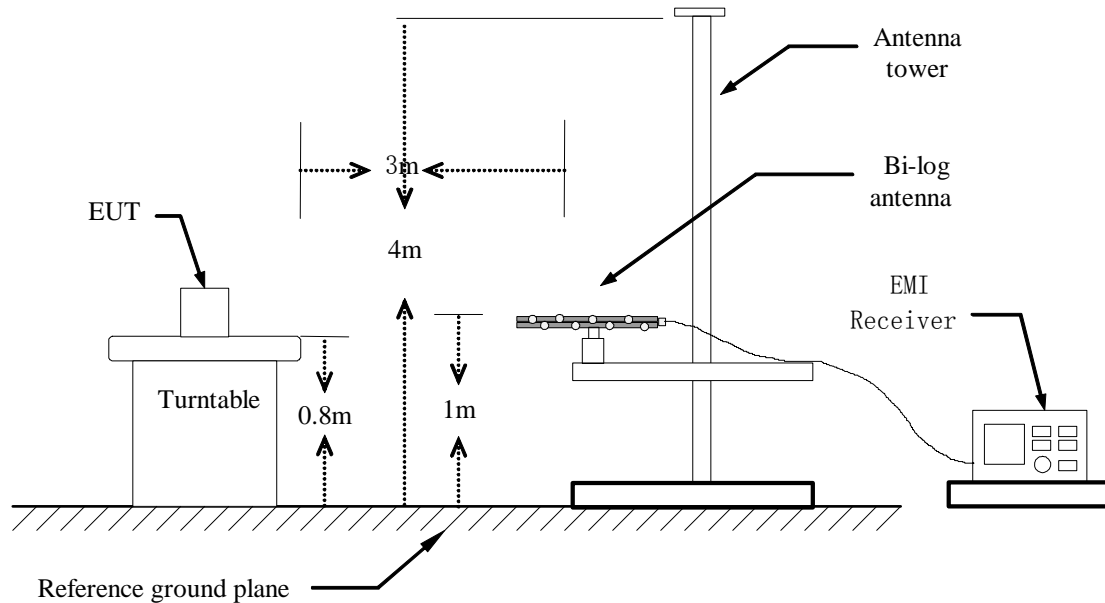 Antenna
tower
3m
Bi-log
antenna
EUT
4m
EMI
Receiver
Turntable
0.8m
1m
Reference ground plane